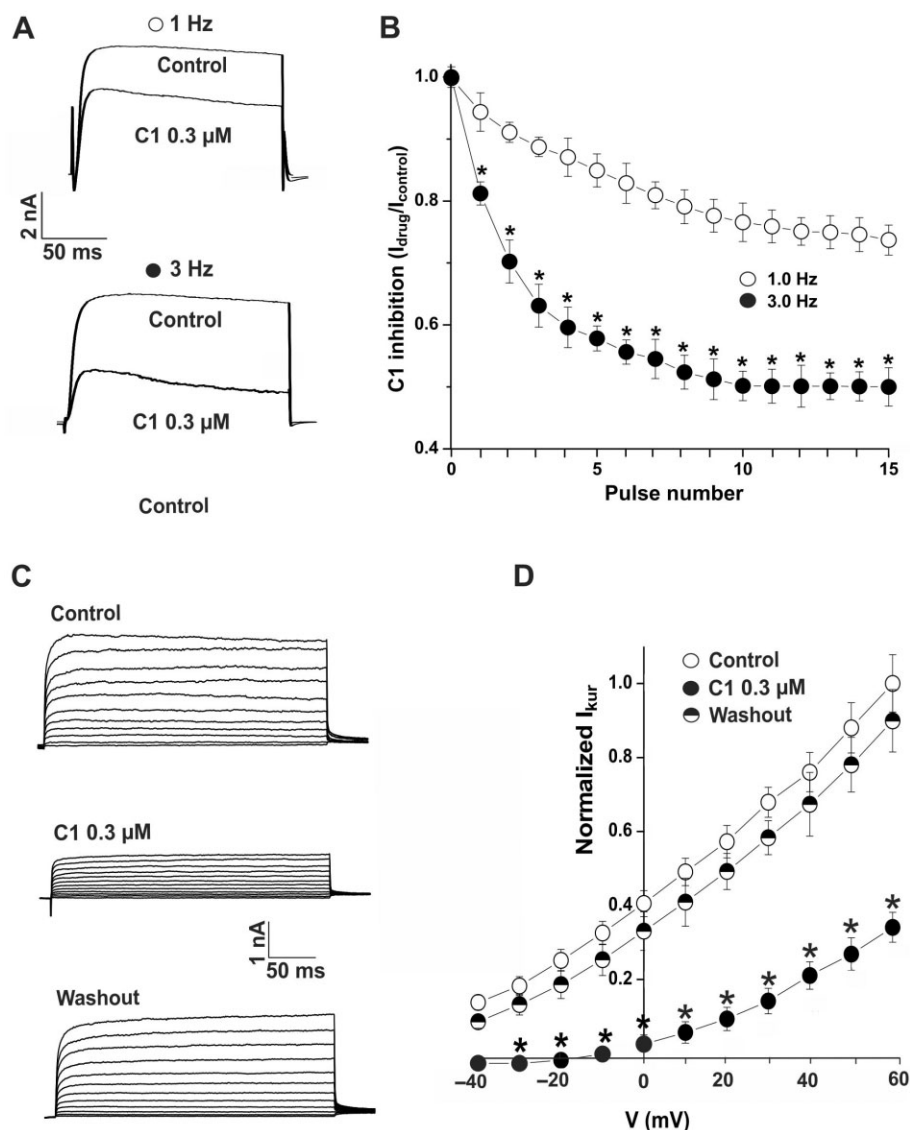 A
○ 1 Hz
Control
C1 0.3 µM
2 nA
50 ms
● 3 Hz
Control
C1 0.3 µM
Control
B
C1 inhibition (I_drug/I_control)
1.0
0.8
0.6
0.4
* * * * * * * * * * * * * * *
1.0 Hz
3.0 Hz
0 5 10 15
Pulse number
C
Control
C1 0.3 µM
1 nA
50 ms
Washout
D
Normalized I_kur
Control
C1 0.3 µM
Washout
1.0
0.8
0.6
0.4
0.2
* * * * * * * * * *
−40 −20 0 20 40 60
V (mV)